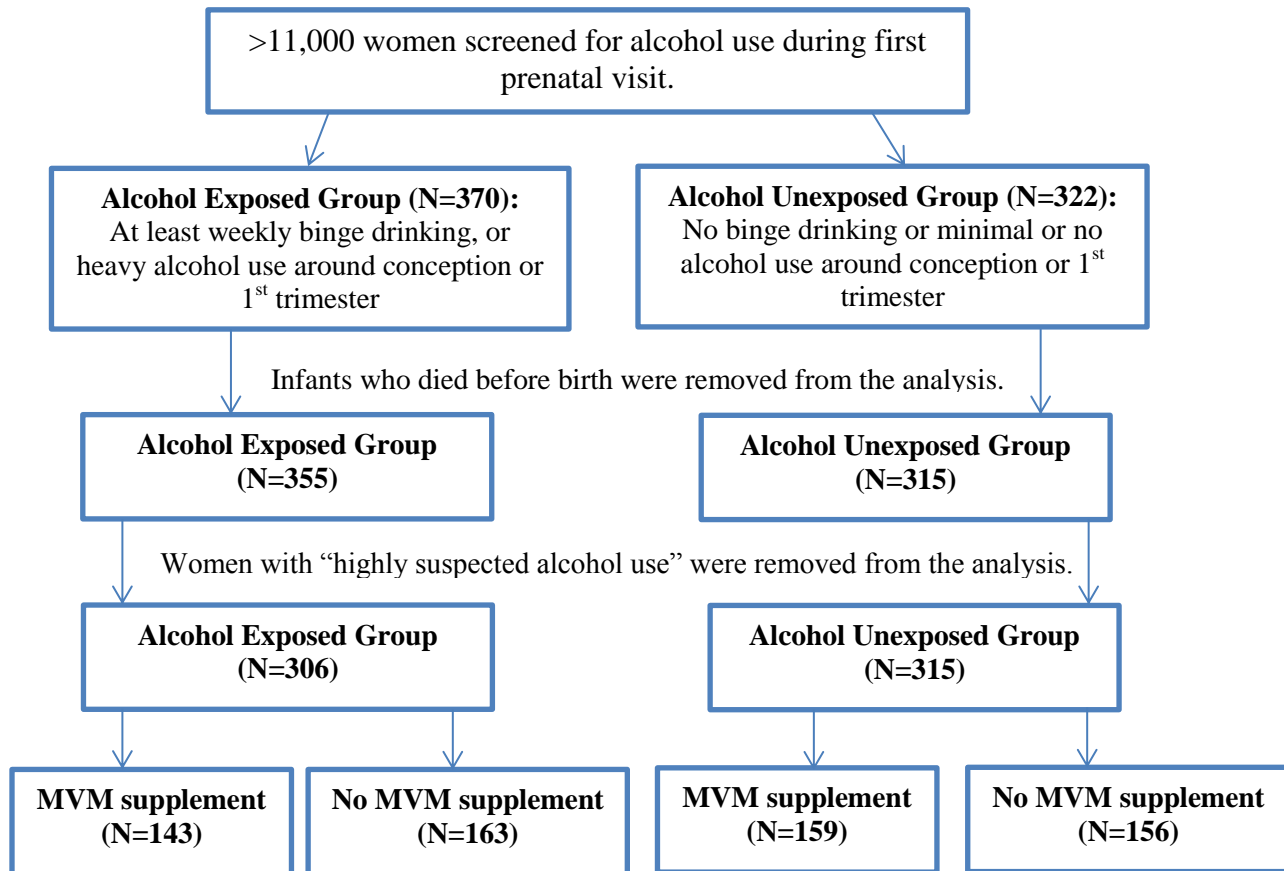 >11,000 women screened for alcohol use during first
prenatal visit.
Alcohol Exposed Group (N=370):
At least weekly binge drinking, or
heavy alcohol use around conception or
1st trimester
Alcohol Unexposed Group (N=322):
No binge drinking or minimal or no
alcohol use around conception or 1st
trimester
Infants who died before birth were removed from the analysis.
Alcohol Exposed Group
(N=355)
Alcohol Unexposed Group
(N=315)
Women with “highly suspected alcohol use” were removed from the analysis.
Alcohol Exposed Group
(N=306)
Alcohol Unexposed Group
(N=315)
MVM supplement
(N=143)
No MVM supplement
(N=163)
MVM supplement
(N=159)
No MVM supplement
(N=156)